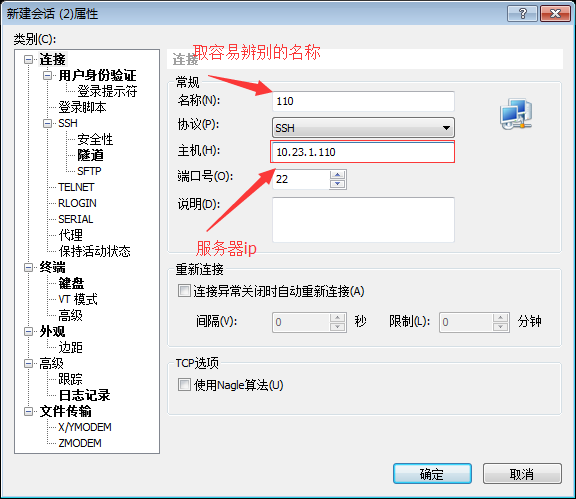 新建会话 (2)属性
类别(C):
连接
用户身份验证
登录提示符
登录脚本
SSH
安全性
隧道
SFTP
TELNET
RLOGIN
SERIAL
代理
保持活动状态
终端
键盘
VT 模式
高级
外观
边距
高级
跟踪
日志记录
文件传输
X/YMODEM
ZMODEM
连接
取容易辨别的名称
常规
名称(N):
110
协议(P):
SSH
主机(H):
10.23.1.110
端口号(O):
22
说明(D):
服务器ip
重新连接
连接异常关闭时自动重新连接(A)
间隔(V):
0
秒
限制(L):
0
分钟
TCP选项
使用Nagle算法(U)
确定
取消